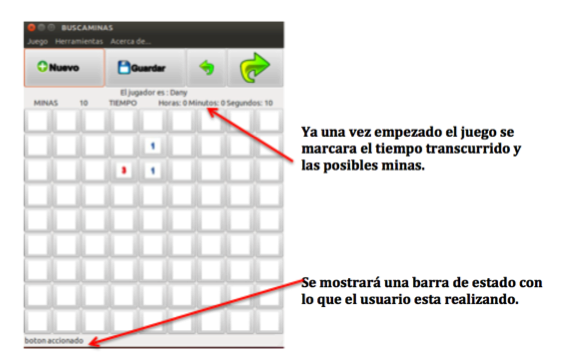 BUSCAMINAS
Juego Herramientas Acerca de...
Nuevo Guardar
El jugador es : Dany
MINAS 10 TIEMPO Horas: 0 Minutos: 0 Segundos: 10
1
3 1
Ya una vez empezado el juego se
marcara el tiempo transcurrido y
las posibles minas.
Se mostrará una barra de estado con
lo que el usuario esta realizando.
boton accionado